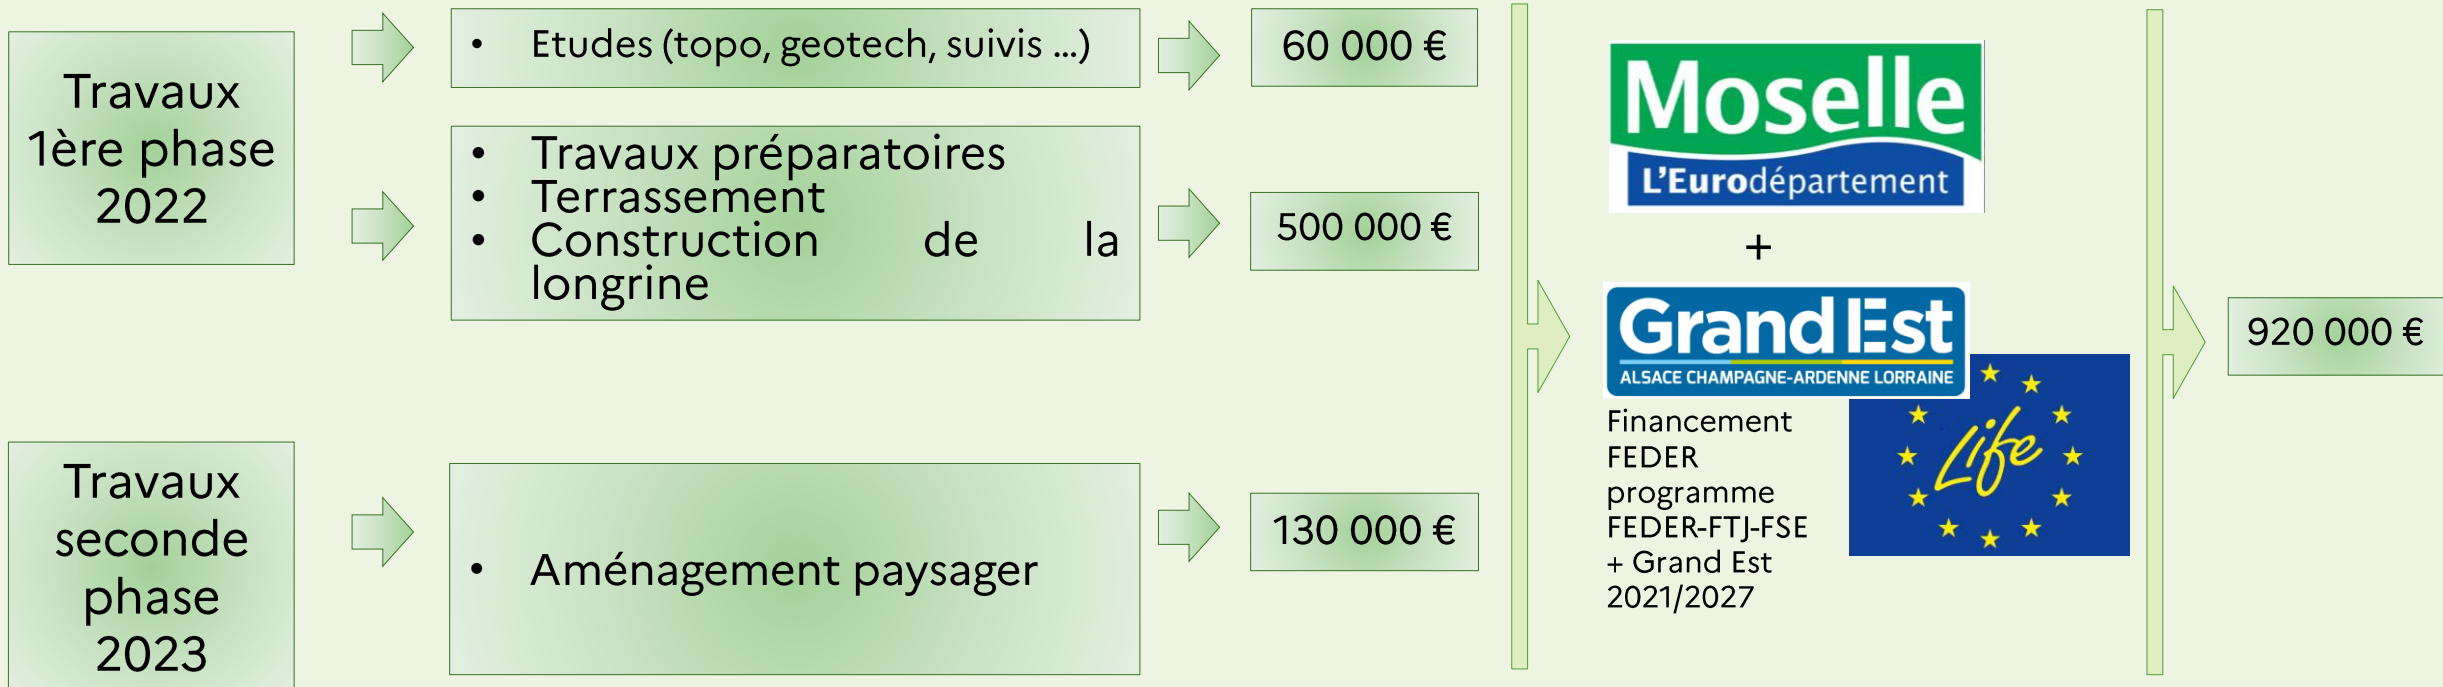 Travaux
1ère phase
2022
• Etudes (topo, geotech, suivis ...)
60 000 €
• Travaux préparatoires
• Terrassement
• Construction de la
longrine
500 000 €
Travaux
seconde
phase
2023
• Aménagement paysager
130 000 €
Moselle
L'Eurodépartement
+
Grand Est
ALSACE CHAMPAGNE-ARDENNE LORRAINE
Life
Financement
FEDER
programme
FEDER-FTJ-FSE
+ Grand Est
2021/2027
920 000 €